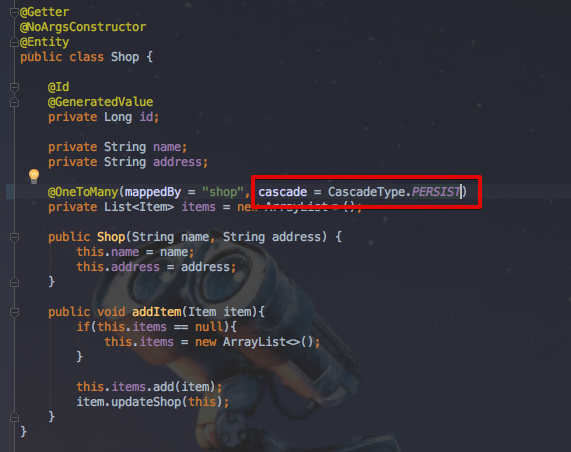 @Getter
@NoArgsConstructor
@Entity
public class Shop {
@Id
@GeneratedValue
private Long id;
private String name;
private String address;
@OneToMany(mappedBy = "shop", cascade = CascadeType.PERSIST)
private List<Item> items = new ArrayList<>();
public Shop(String name, String address) {
this.name = name;
this.address = address;
}
public void addItem(Item item){
if(this.items == null){
this.items = new ArrayList<>();
}
this.items.add(item);
item.updateShop(this);
}
}